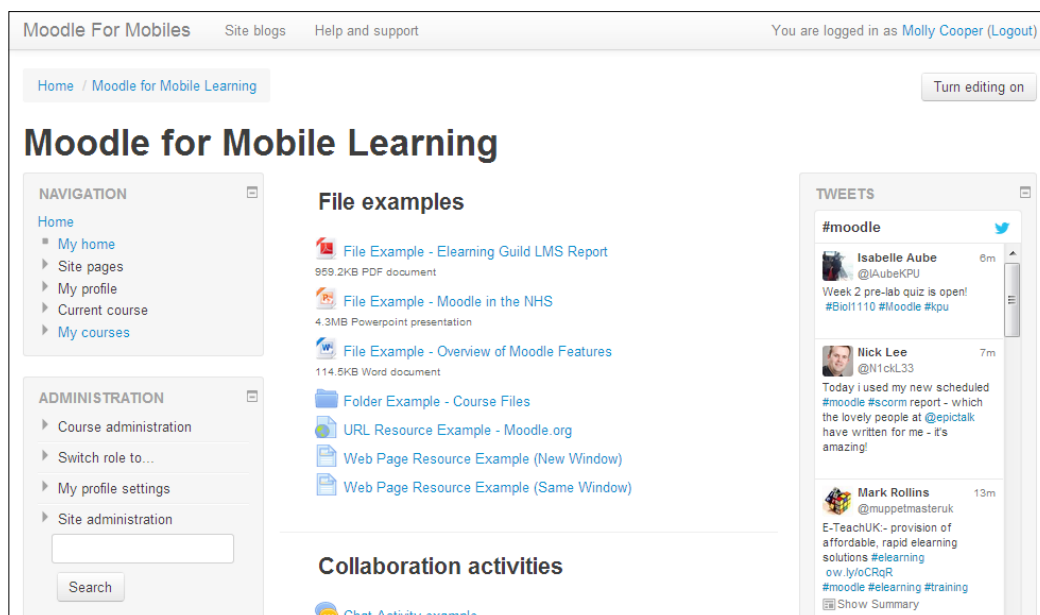 Moodle For Mobiles Site blogs Help and support You are logged in as Molly Cooper (Logout)
Home / Moodle for Mobile Learning Turn editing on
Moodle for Mobile Learning
NAVIGATION
Home
My home
Site pages
My profile
Current course
My courses
ADMINISTRATION
Course administration
Switch role to...
My profile settings
Site administration
Search
File examples
File Example - Elearning Guild LMS Report
959.2KB PDF document
File Example - Moodle in the NHS
4.3MB Powerpoint presentation
File Example - Overview of Moodle Features
114.5KB Word document
Folder Example - Course Files
URL Resource Example - Moodle.org
Web Page Resource Example (New Window)
Web Page Resource Example (Same Window)
Collaboration activities
Chat Activity example
TWEETS
#moodle
Isabelle Aube 6m
@IAubeKPU
Week 2 pre-lab quiz is open!
#Biol1110 #Moodle #kpu
Nick Lee 7m
@N1ckL33
Today i used my new scheduled
#moodle #scorm report - which
the lovely people at @epictalk
have written for me - it's
amazing!
Mark Rollins 13m
@muppetmasteruk
E-TeachUK:- provision of
affordable, rapid elearning
solutions #elearning
ow.ly/oCRqR
#moodle #elearning #training
Show Summary